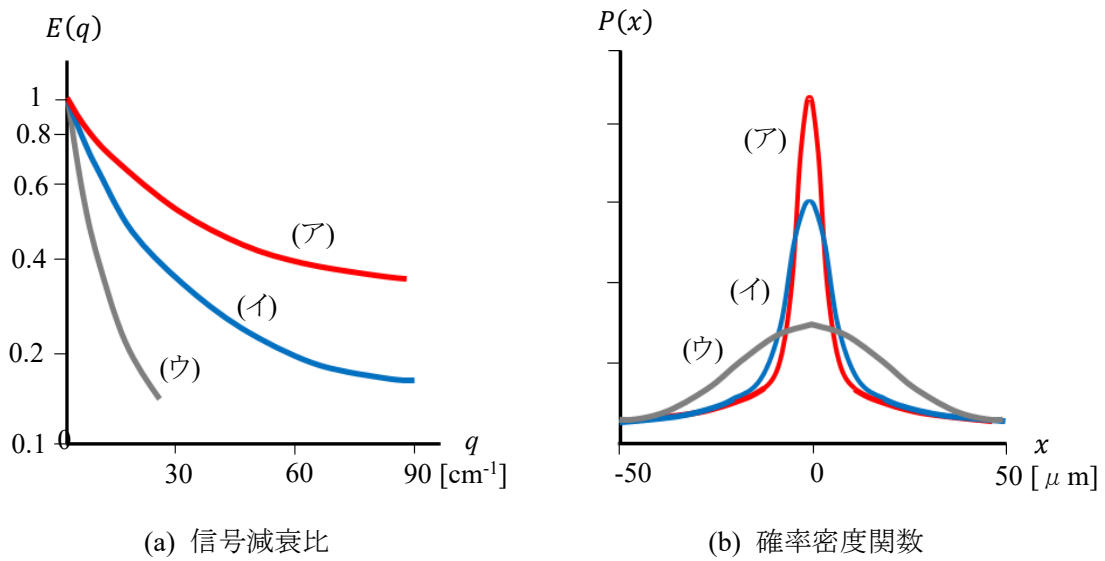 E(q)
1
0.8
0.6
0.4
0.2
0.1
0
30
60
90
q
[cm-1]
(ア)
(イ)
(ウ)
(a) 信号減衰比
P(x)
(ア)
(イ)
(ウ)
-50
0
50
x
[μm]
(b) 確率密度関数